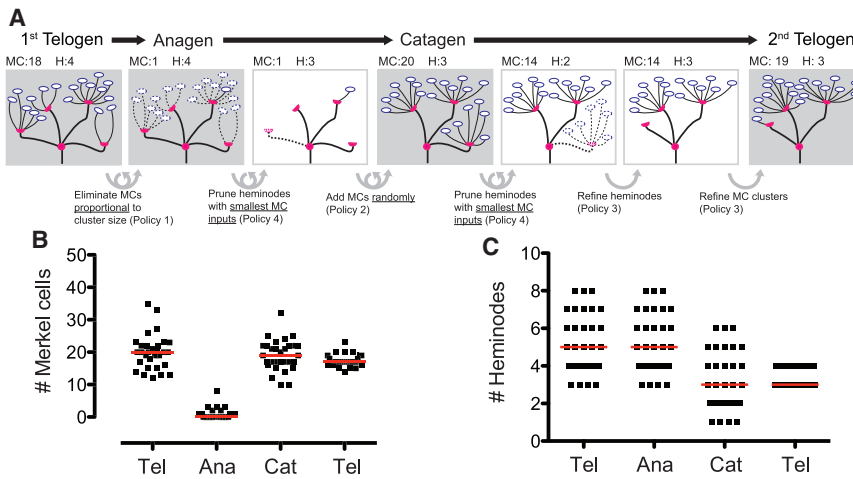 A
1st Telogen
Anagen
Catagen
2nd Telogen
MC:18 H:4
MC:1 H:4
MC:1 H:3
MC:20 H:3
MC:14 H:2
MC:14 H:3
MC: 19 H: 3
Eliminate MCs
proportional to
cluster size (Policy 1)
Prune heminodes
with smallest MC
inputs (Policy 4)
Add MCs randomly
(Policy 2)
Prune heminodes
with smallest MC
inputs (Policy 4)
Refine heminodes
(Policy 3)
Refine MC clusters
(Policy 3)
B
# Merkel cells
50
40
30
20
10
0
Tel Ana Cat Tel
C
# Heminodes
10
8
6
4
2
0
Tel Ana Cat Tel